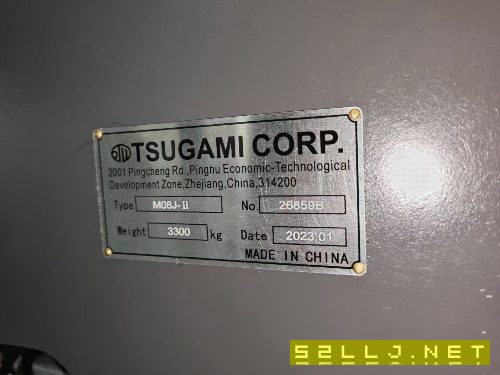 TSUGAMI CORP.
2001 Pingcheng Rd.,Pinghu Economic-Technological
Development Zone,Zhejiang,China,314200
Type M08J-II No. 26859B
Weight 3300 kg Date 2023.01
MADE IN CHINA
52LLJ.NET